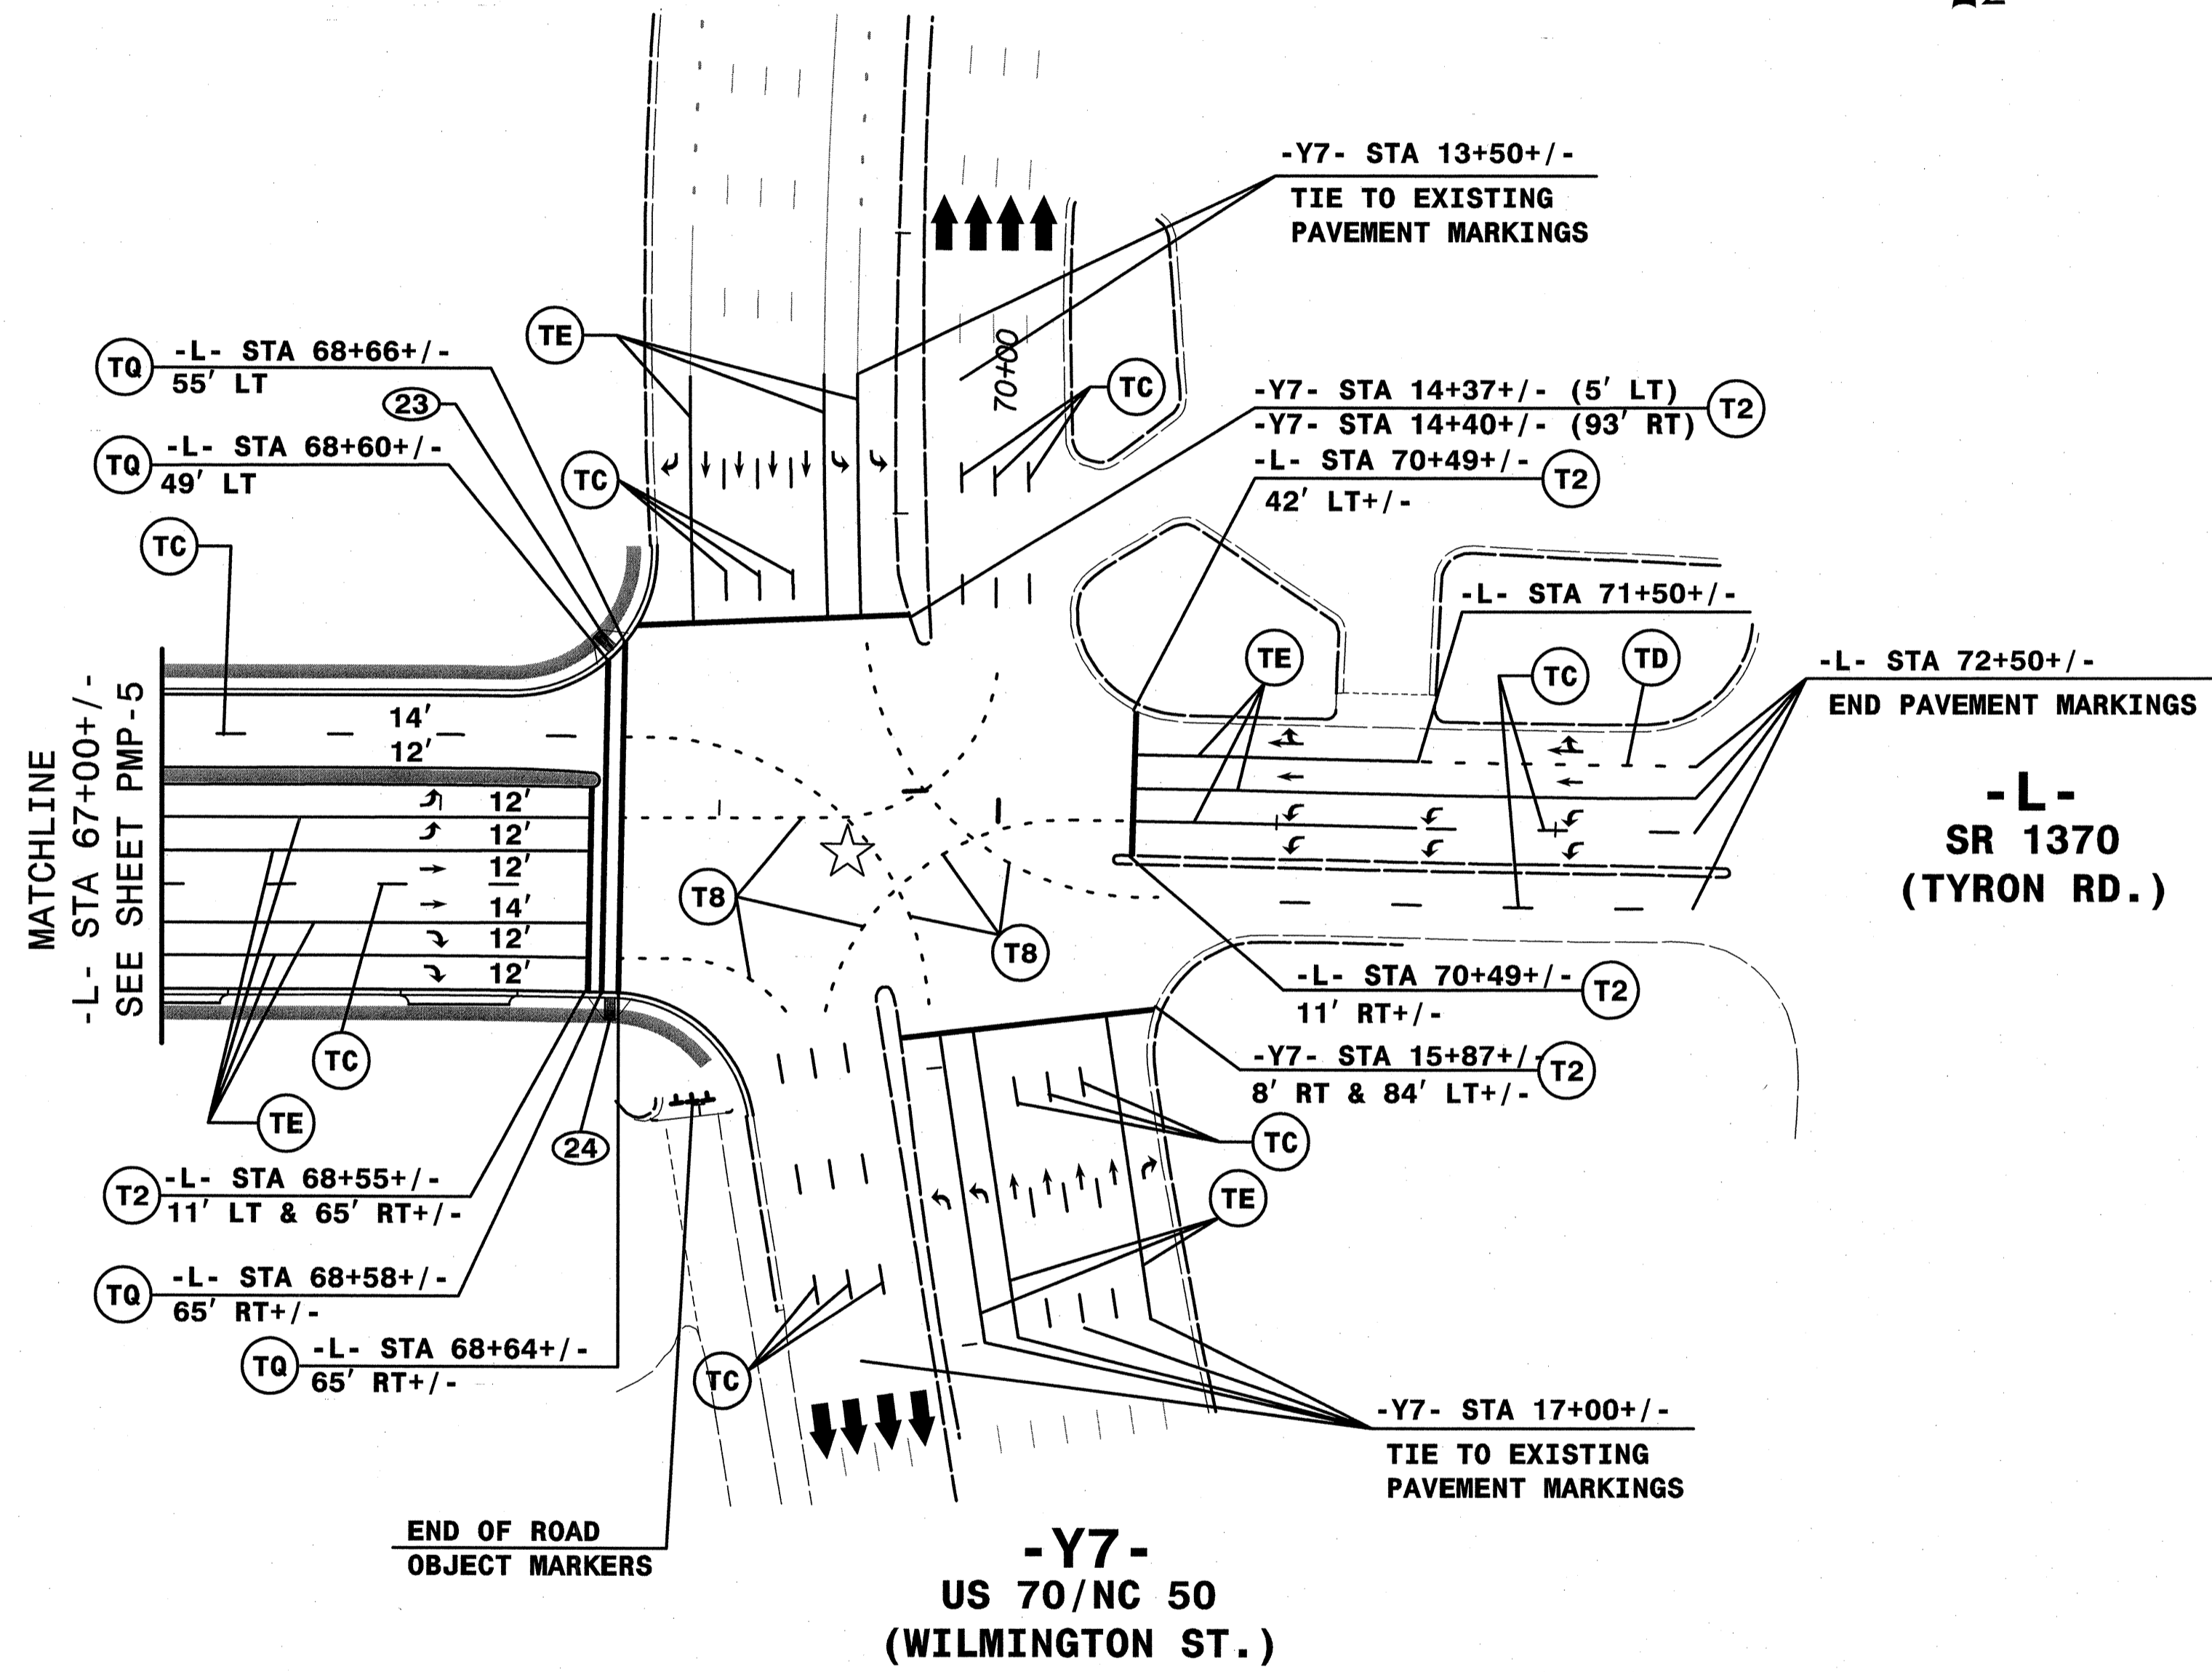 -Y7- STA 13+50+/-
TIE TO EXISTING
PAVEMENT MARKINGS
TE
TQ
-L- STA 68+66+/-
55' LT
23
TQ
-L- STA 68+60+/-
49' LT
TC
TC
70+00
TC
-Y7- STA 14+37+/- (5' LT)
-Y7- STA 14+40+/- (93' RT)
T2
-L- STA 70+49+/-
T2
42' LT+/-
-L- STA 71+50+/-
TE
TC
TD
-L- STA 72+50+/-
END PAVEMENT MARKINGS
MATCHLINE
-L- STA 67+00+/-
SEE SHEET PMP-5
14'
12'
12'
12'
12'
14'
12'
12'
-L-
SR 1370
(TYRON RD.)
T8
T8
-L- STA 70+49+/-
T2
11' RT+/-
-Y7- STA 15+87+/-
T2
8' RT & 84' LT+/-
TC
TE
TC
TE
24
T2
-L- STA 68+55+/-
11' LT & 65' RT+/-
TQ
-L- STA 68+58+/-
65' RT+/-
TQ
-L- STA 68+64+/-
65' RT+/-
TC
-Y7- STA 17+00+/-
TIE TO EXISTING
PAVEMENT MARKINGS
END OF ROAD
OBJECT MARKERS
-Y7-
US 70/NC 50
(WILMINGTON ST.)